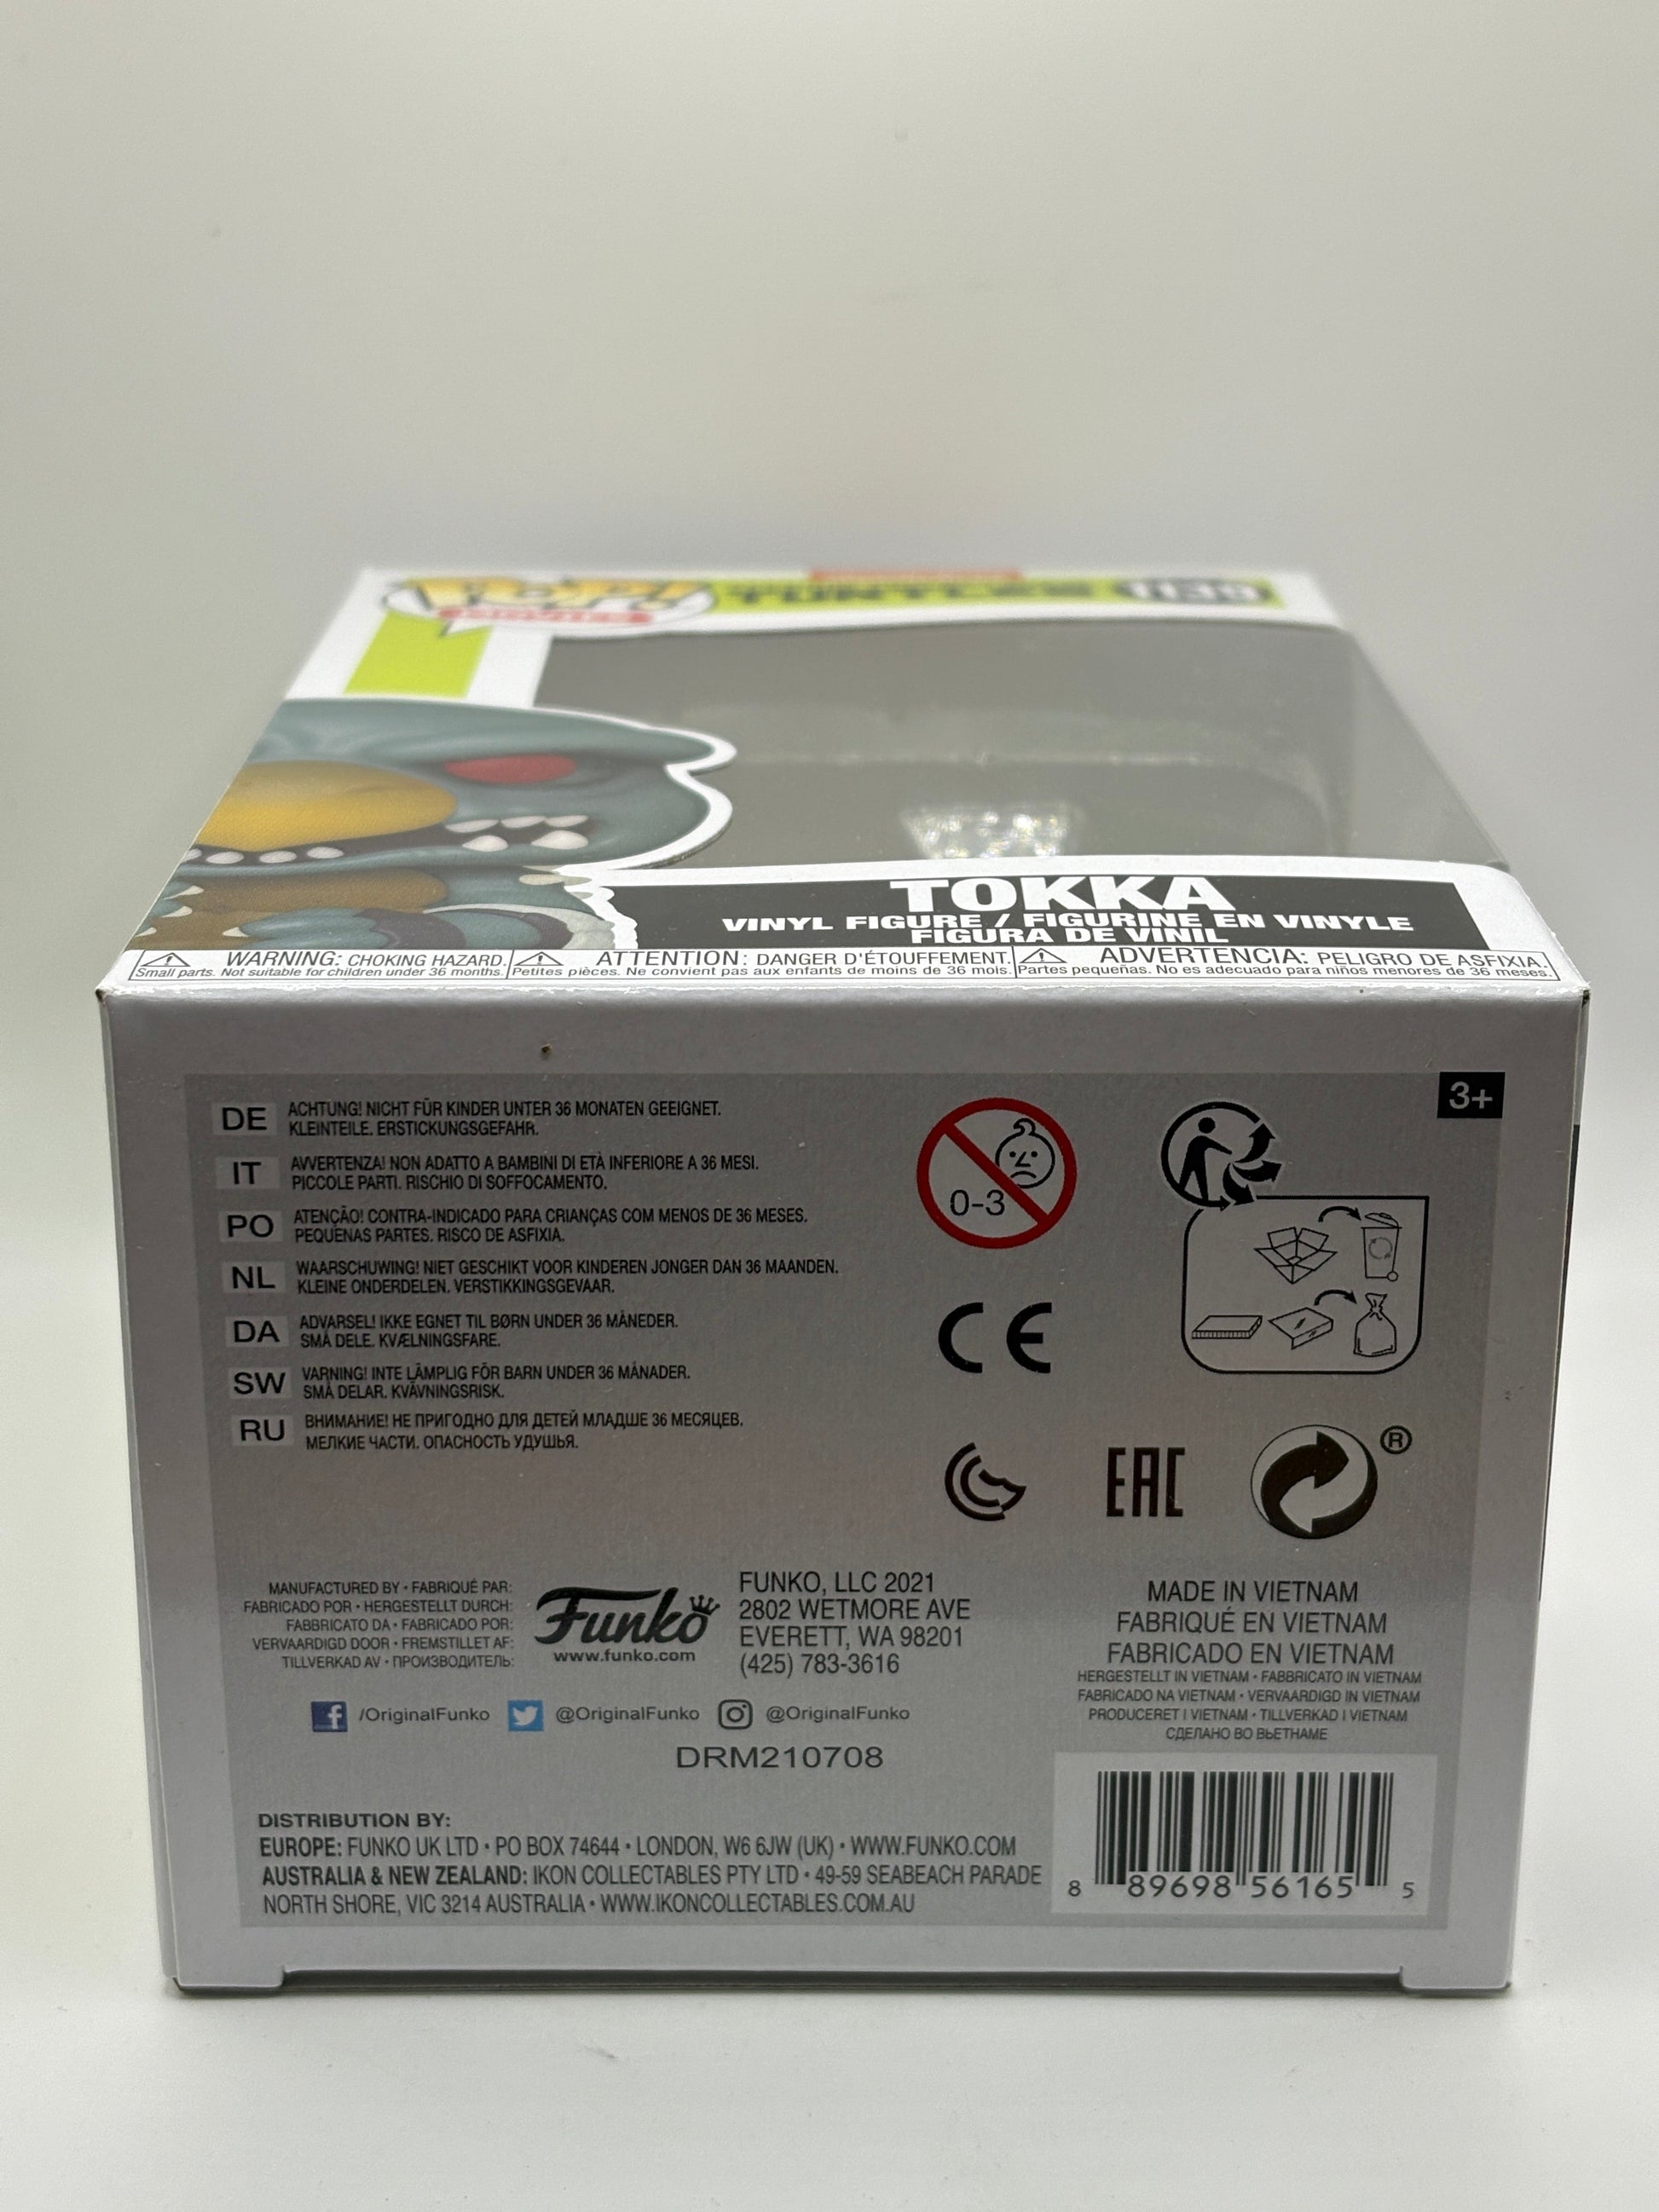 POP!
MOVIES
TURTLES
TOKKA
VINYL FIGURE / FIGURINE EN VINYLE
FIGURA DE VINIL
WARNING: CHOKING HAZARD.
Small parts. Not suitable for children under 36 months.
ATTENTION: DANGER D'ÉTOUFFEMENT.
Petites pièces. Ne convient pas aux enfants de moins de 36 mois.
ADVERTENCIA: PELIGRO DE ASFIXIA.
Partes pequeñas. No es adecuado para niños menores de 36 meses.
3+
DE ACHTUNG! NICHT FÜR KINDER UNTER 36 MONATEN GEEIGNET.
KLEINTEILE. ERSTICKUNGSGEFAHR.
IT AVVERTENZA! NON ADATTO A BAMBINI DI ETÀ INFERIORE A 36 MESI.
PICCOLE PARTI. RISCHIO DI SOFFOCAMENTO.
PO ATENÇÃO! CONTRA-INDICADO PARA CRIANÇAS COM MENOS DE 36 MESES.
PEQUENAS PARTES. RISCO DE ASFIXIA.
NL WAARSCHUWING! NIET GESCHIKT VOOR KINDEREN JONGER DAN 36 MAANDEN.
KLEINE ONDERDELEN. VERSTIKKINGSGEVAAR.
DA ADVARSEL! IKKE EGNET TIL BØRN UNDER 36 MÅNEDER.
SMÅ DELE. KVÆLNINGSFARE.
SW VARNING! INTE LÄMPLIG FÖR BARN UNDER 36 MÅNADER.
SMÅ DELAR. KVÄVNINGSRISK.
RU ВНИМАНИЕ! НЕ ПРИГОДНО ДЛЯ ДЕТЕЙ МЛАДШЕ 36 МЕСЯЦЕВ.
МЕЛКИЕ ЧАСТИ. ОПАСНОСТЬ УДУШЬЯ.
0-3
CE
EAC
®
MANUFACTURED BY • FABRIQUÉ PAR:
FABRICADO POR • HERGESTELLT DURCH:
FABBRICATO DA • FABRICADO POR:
VERVAARDIGD DOOR • FREMSTILLET AF:
TILLVERKAD AV • ПРОИЗВОДИТЕЛЬ:
Funko
www.funko.com
FUNKO, LLC 2021
2802 WETMORE AVE
EVERETT, WA 98201
(425) 783-3616
MADE IN VIETNAM
FABRIQUÉ EN VIETNAM
FABRICADO EN VIETNAM
HERGESTELLT IN VIETNAM • FABBRICATO IN VIETNAM
FABRICADO NA VIETNAM • VERVAARDIGD IN VIETNAM
PRODUCERET I VIETNAM • TILLVERKAD I VIETNAM
СДЕЛАНО ВО ВЬЕТНАМЕ
/OriginalFunko @OriginalFunko @OriginalFunko
DRM210708
DISTRIBUTION BY:
EUROPE: FUNKO UK LTD • PO BOX 74644 • LONDON, W6 6JW (UK) • WWW.FUNKO.COM
AUSTRALIA & NEW ZEALAND: IKON COLLECTABLES PTY LTD • 49-59 SEABEACH PARADE
NORTH SHORE, VIC 3214 AUSTRALIA • WWW.IKONCOLLECTABLES.COM.AU
8 89698 56165 5